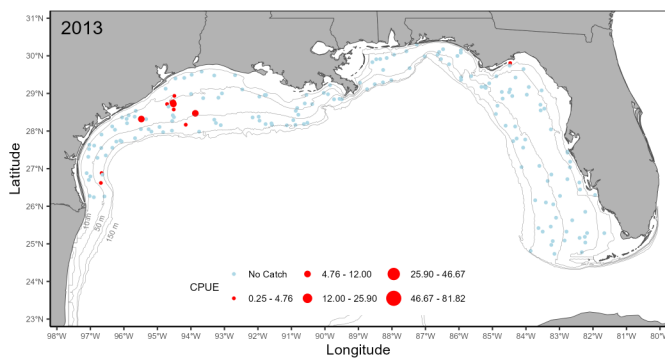 2013
31°N
30°N
29°N
28°N
27°N
26°N
25°N
24°N
23°N
Latitude
10 m
50 m
150 m
CPUE
No Catch
4.76 - 12.00
25.90 - 46.67
0.25 - 4.76
12.00 - 25.90
46.67 - 81.82
98°W 97°W 96°W 95°W 94°W 93°W 92°W 91°W 90°W 89°W 88°W 87°W 86°W 85°W 84°W 83°W 82°W 81°W 80°W
Longitude